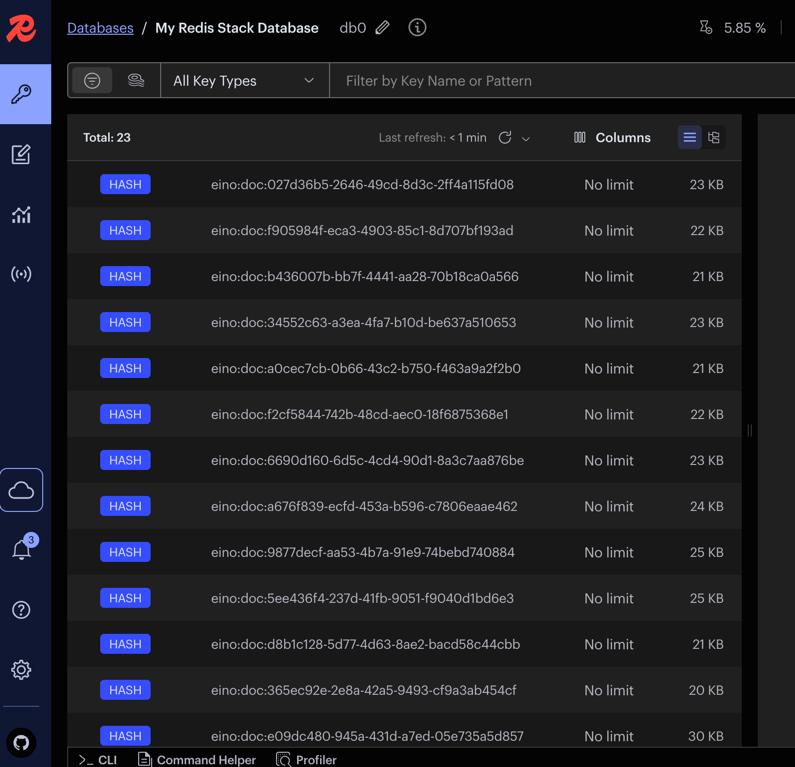 Databases / My Redis Stack Database db0 5.85 %
All Key Types Filter by Key Name or Pattern
Total: 23 Last refresh: < 1 min Columns
HASH eino:doc:027d36b5-2646-49cd-8d3c-2ff4a115fd08 No limit 23 KB
HASH eino:doc:f905984f-eca3-4903-85c1-8d707bf193ad No limit 22 KB
HASH eino:doc:b436007b-bb7f-4441-aa28-70b18ca0a566 No limit 21 KB
HASH eino:doc:34552c63-a3ea-4fa7-b10d-be637a510653 No limit 23 KB
HASH eino:doc:a0cec7cb-0b66-43c2-b750-f463a9a2f2b0 No limit 21 KB
HASH eino:doc:f2cf5844-742b-48cd-aec0-18f6875368e1 No limit 22 KB
HASH eino:doc:6690d160-6d5c-4cd4-90d1-8a3c7aa876be No limit 23 KB
HASH eino:doc:a676f839-ecfd-453a-b596-c7806eaae462 No limit 24 KB
3
HASH eino:doc:9877decf-aa53-4b7a-91e9-74bebd740884 No limit 25 KB
HASH eino:doc:5ee436f4-237d-41fb-9051-f9040d1bd6e3 No limit 25 KB
HASH eino:doc:d8b1c128-5d77-4d63-8ae2-bacd58c44cbb No limit 21 KB
HASH eino:doc:365ec92e-2e8a-42a5-9493-cf9a3ab454cf No limit 20 KB
HASH eino:doc:e09dc480-945a-431d-a7ed-05e735a5d857 No limit 30 KB
>_ CLI Command Helper Profiler